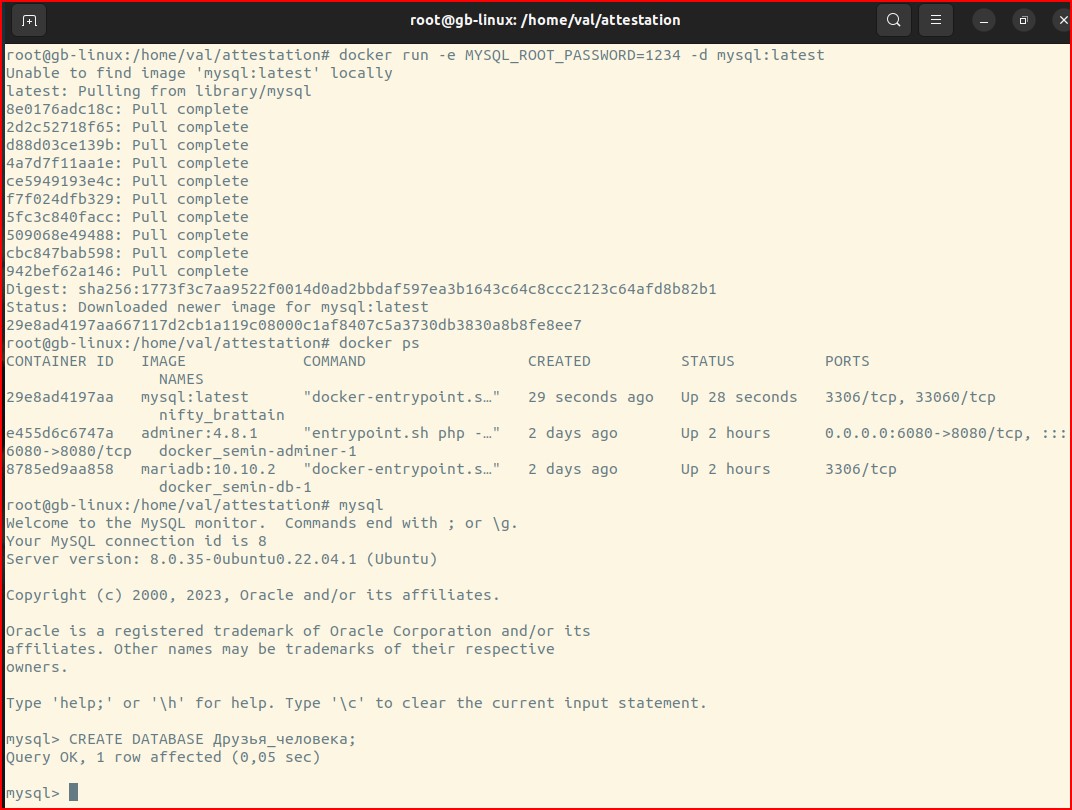 root@gb-linux: /home/val/attestation
root@gb-linux:/home/val/attestation# docker run -e MYSQL_ROOT_PASSWORD=1234 -d mysql:latest
Unable to find image 'mysql:latest' locally
latest: Pulling from library/mysql
8e0176adc18c: Pull complete
2d2c52718f65: Pull complete
d88d03ce139b: Pull complete
4a7d7f11aa1e: Pull complete
ce5949193e4c: Pull complete
f7f024dfb329: Pull complete
5fc3c840facc: Pull complete
509068e49488: Pull complete
cbc847bab598: Pull complete
942bef62a146: Pull complete
Digest: sha256:1773f3c7aa9522f0014d0ad2bbdaf597ea3b1643c64c8ccc2123c64afd8b82b1
Status: Downloaded newer image for mysql:latest
29e8ad4197aa667117d2cb1a119c08000c1af8407c5a3730db3830a8b8fe8ee7
root@gb-linux:/home/val/attestation# docker ps
CONTAINER ID   IMAGE             COMMAND                  CREATED          STATUS          PORTS
                 NAMES
29e8ad4197aa   mysql:latest      "docker-entrypoint.s…"   29 seconds ago   Up 28 seconds   3306/tcp, 33060/tcp
                 nifty_brattain
e455d6c6747a   adminer:4.8.1     "entrypoint.sh php -…"   2 days ago       Up 2 hours      0.0.0.0:6080->8080/tcp, :::
6080->8080/tcp   docker_semin-adminer-1
8785ed9aa858   mariadb:10.10.2   "docker-entrypoint.s…"   2 days ago       Up 2 hours      3306/tcp
                 docker_semin-db-1
root@gb-linux:/home/val/attestation# mysql
Welcome to the MySQL monitor.  Commands end with ; or \g.
Your MySQL connection id is 8
Server version: 8.0.35-0ubuntu0.22.04.1 (Ubuntu)
Copyright (c) 2000, 2023, Oracle and/or its affiliates.
Oracle is a registered trademark of Oracle Corporation and/or its
affiliates. Other names may be trademarks of their respective
owners.
Type 'help;' or '\h' for help. Type '\c' to clear the current input statement.
mysql> CREATE DATABASE Друзья_человека;
Query OK, 1 row affected (0,05 sec)
mysql>